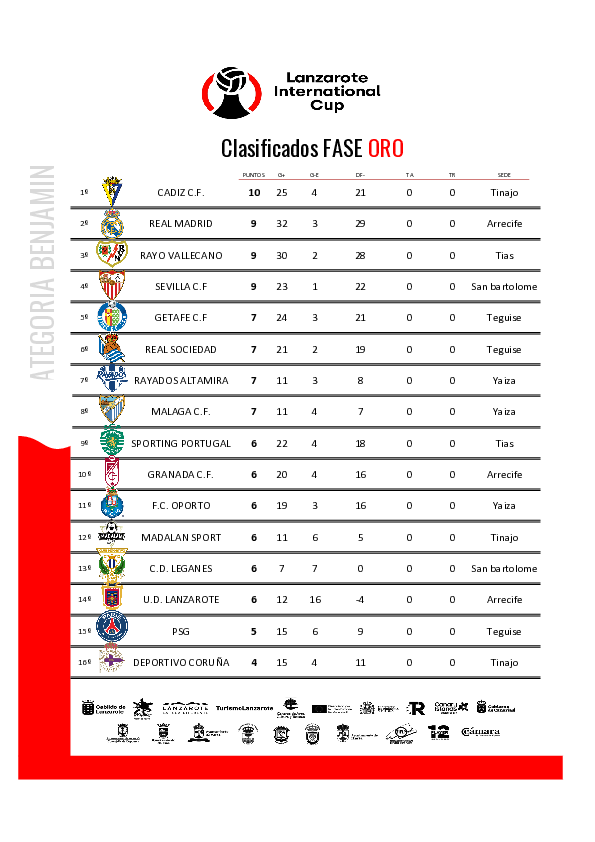 Lanzarote
International
Cup
Clasificados FASE ORO
ATEGORIA BENJAMIN
PUNTOS G+ G-E DF- TA TR SEDE
1º CADIZ C.F. 10 25 4 21 0 0 Tinajo
2º REAL MADRID 9 32 3 29 0 0 Arrecife
3º RAYO VALLECANO 9 30 2 28 0 0 Tias
4º SEVILLA C.F 9 23 1 22 0 0 San bartolome
5º GETAFE C.F 7 24 3 21 0 0 Teguise
6º REAL SOCIEDAD 7 21 2 19 0 0 Teguise
7º RAYADOS ALTAMIRA 7 11 3 8 0 0 Yaiza
8º MALAGA C.F. 7 11 4 7 0 0 Yaiza
9º SPORTING PORTUGAL 6 22 4 18 0 0 Tias
10º GRANADA C.F. 6 20 4 16 0 0 Arrecife
11º F.C. OPORTO 6 19 3 16 0 0 Yaiza
12º MADALAN SPORT 6 11 6 5 0 0 Tinajo
13º C.D. LEGANES 6 7 7 0 0 0 San bartolome
14º U.D. LANZAROTE 6 12 16 -4 0 0 Arrecife
15º PSG 5 15 6 9 0 0 Teguise
16º DEPORTIVO CORUÑA 4 15 4 11 0 0 Tinajo
Cabildo de
Lanzarote
LANZAROTE
TurismoLanzarote
Canary
Islands
Cámara